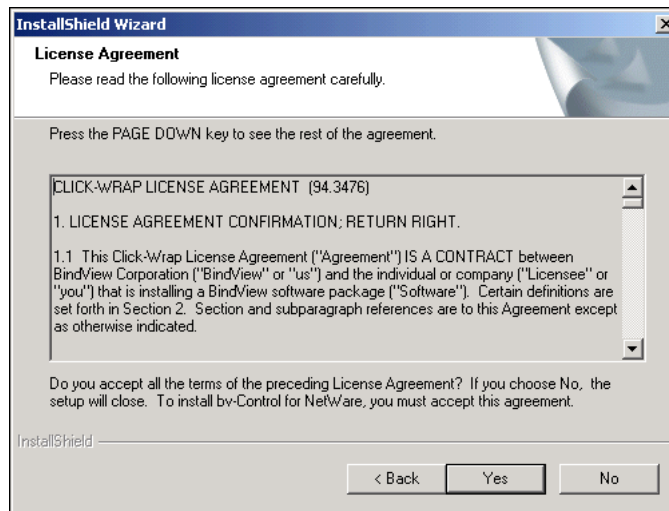 InstallShield Wizard
License Agreement
Please read the following license agreement carefully.
Press the PAGE DOWN key to see the rest of the agreement.
CLICK-WRAP LICENSE AGREEMENT (94.3476)
1. LICENSE AGREEMENT CONFIRMATION; RETURN RIGHT.
1.1 This Click-Wrap License Agreement ("Agreement") IS A CONTRACT between
BindView Corporation ("BindView" or "us") and the individual or company ("Licensee" or
"you") that is installing a BindView software package ("Software"). Certain definitions are
set forth in Section 2. Section and subparagraph references are to this Agreement except
as otherwise indicated.
Do you accept all the terms of the preceding License Agreement? If you choose No, the
setup will close. To install bv-Control for NetWare, you must accept this agreement.
InstallShield
< Back Yes No